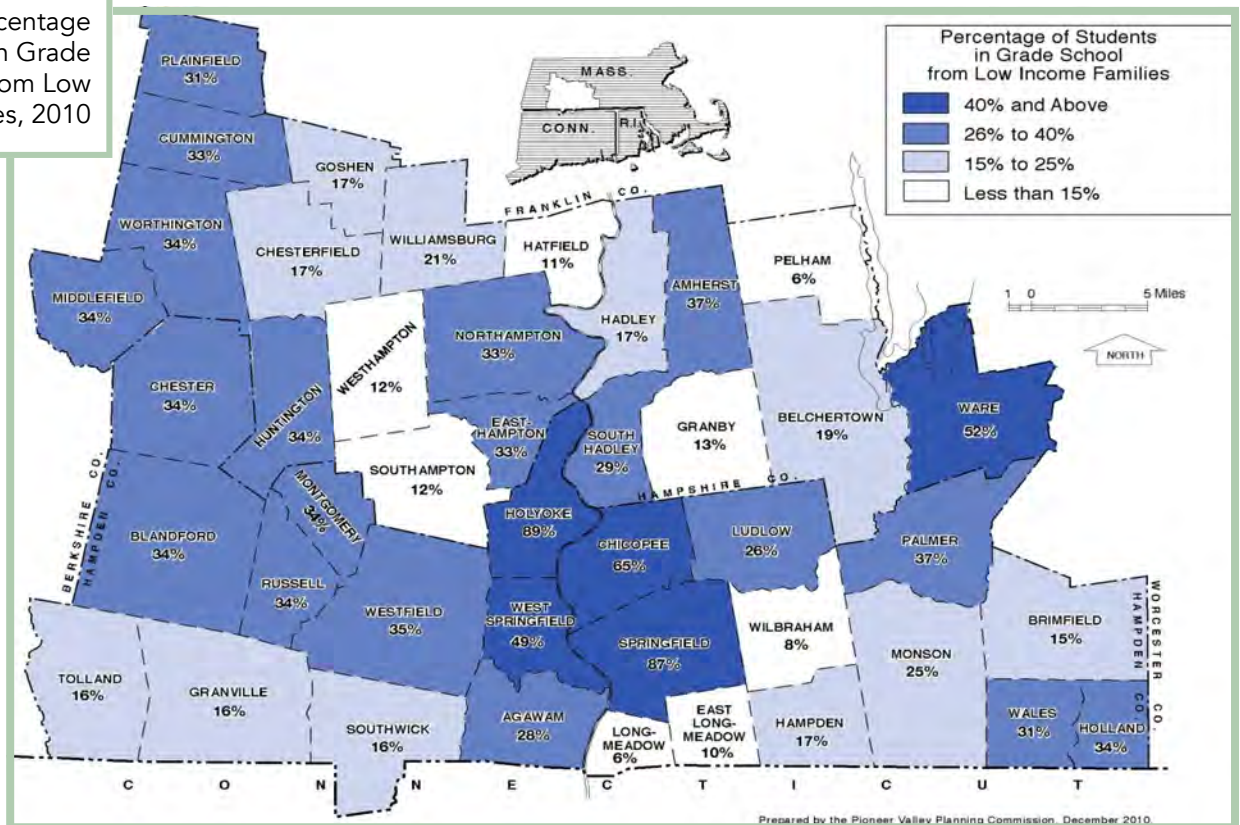 rcentage
n Grade
rom Low
es, 2010
Percentage of Students
in Grade School
from Low Income Families
40% and Above
26% to 40%
15% to 25%
Less than 15%
MASS.
CONN.
R.I.
1 0 5 Miles
NORTH
PLAINFIELD
31%
CUMMINGTON
33%
GOSHEN
17%
WORTHINGTON
34%
CHESTERFIELD
17%
WILLIAMSBURG
21%
FRANKLIN CO.
HATFIELD
11%
HADLEY
17%
AMHERST
37%
PELHAM
6%
MIDDLEFIELD
34%
CHESTER
34%
HUNTINGTON
34%
WESTHAMPTON
12%
NORTHAMPTON
33%
EAST-
HAMPTON
33%
SOUTH
HADLEY
29%
GRANBY
13%
BELCHERTOWN
19%
WARE
52%
SOUTHAMPTON
12%
HAMPSHIRE CO.
MONTGOMERY
34%
BERKSHIRE CO.
HAMPDEN CO.
BLANDFORD
34%
RUSSELL
34%
WESTFIELD
35%
HOLYOKE
89%
CHICOPEE
65%
LUDLOW
26%
PALMER
37%
WEST
SPRINGFIELD
49%
SPRINGFIELD
87%
WILBRAHAM
8%
MONSON
25%
BRIMFIELD
15%
WORCESTER CO.
HAMPDEN CO.
TOLLAND
16%
GRANVILLE
16%
SOUTHWICK
16%
AGAWAM
28%
LONG-
MEADOW
6%
EAST
LONG-
MEADOW
10%
HAMPDEN
17%
WALES
31%
HOLLAND
34%
CONNECTICUT
Prepared by the Pioneer Valley Planning Commission, December 2010.